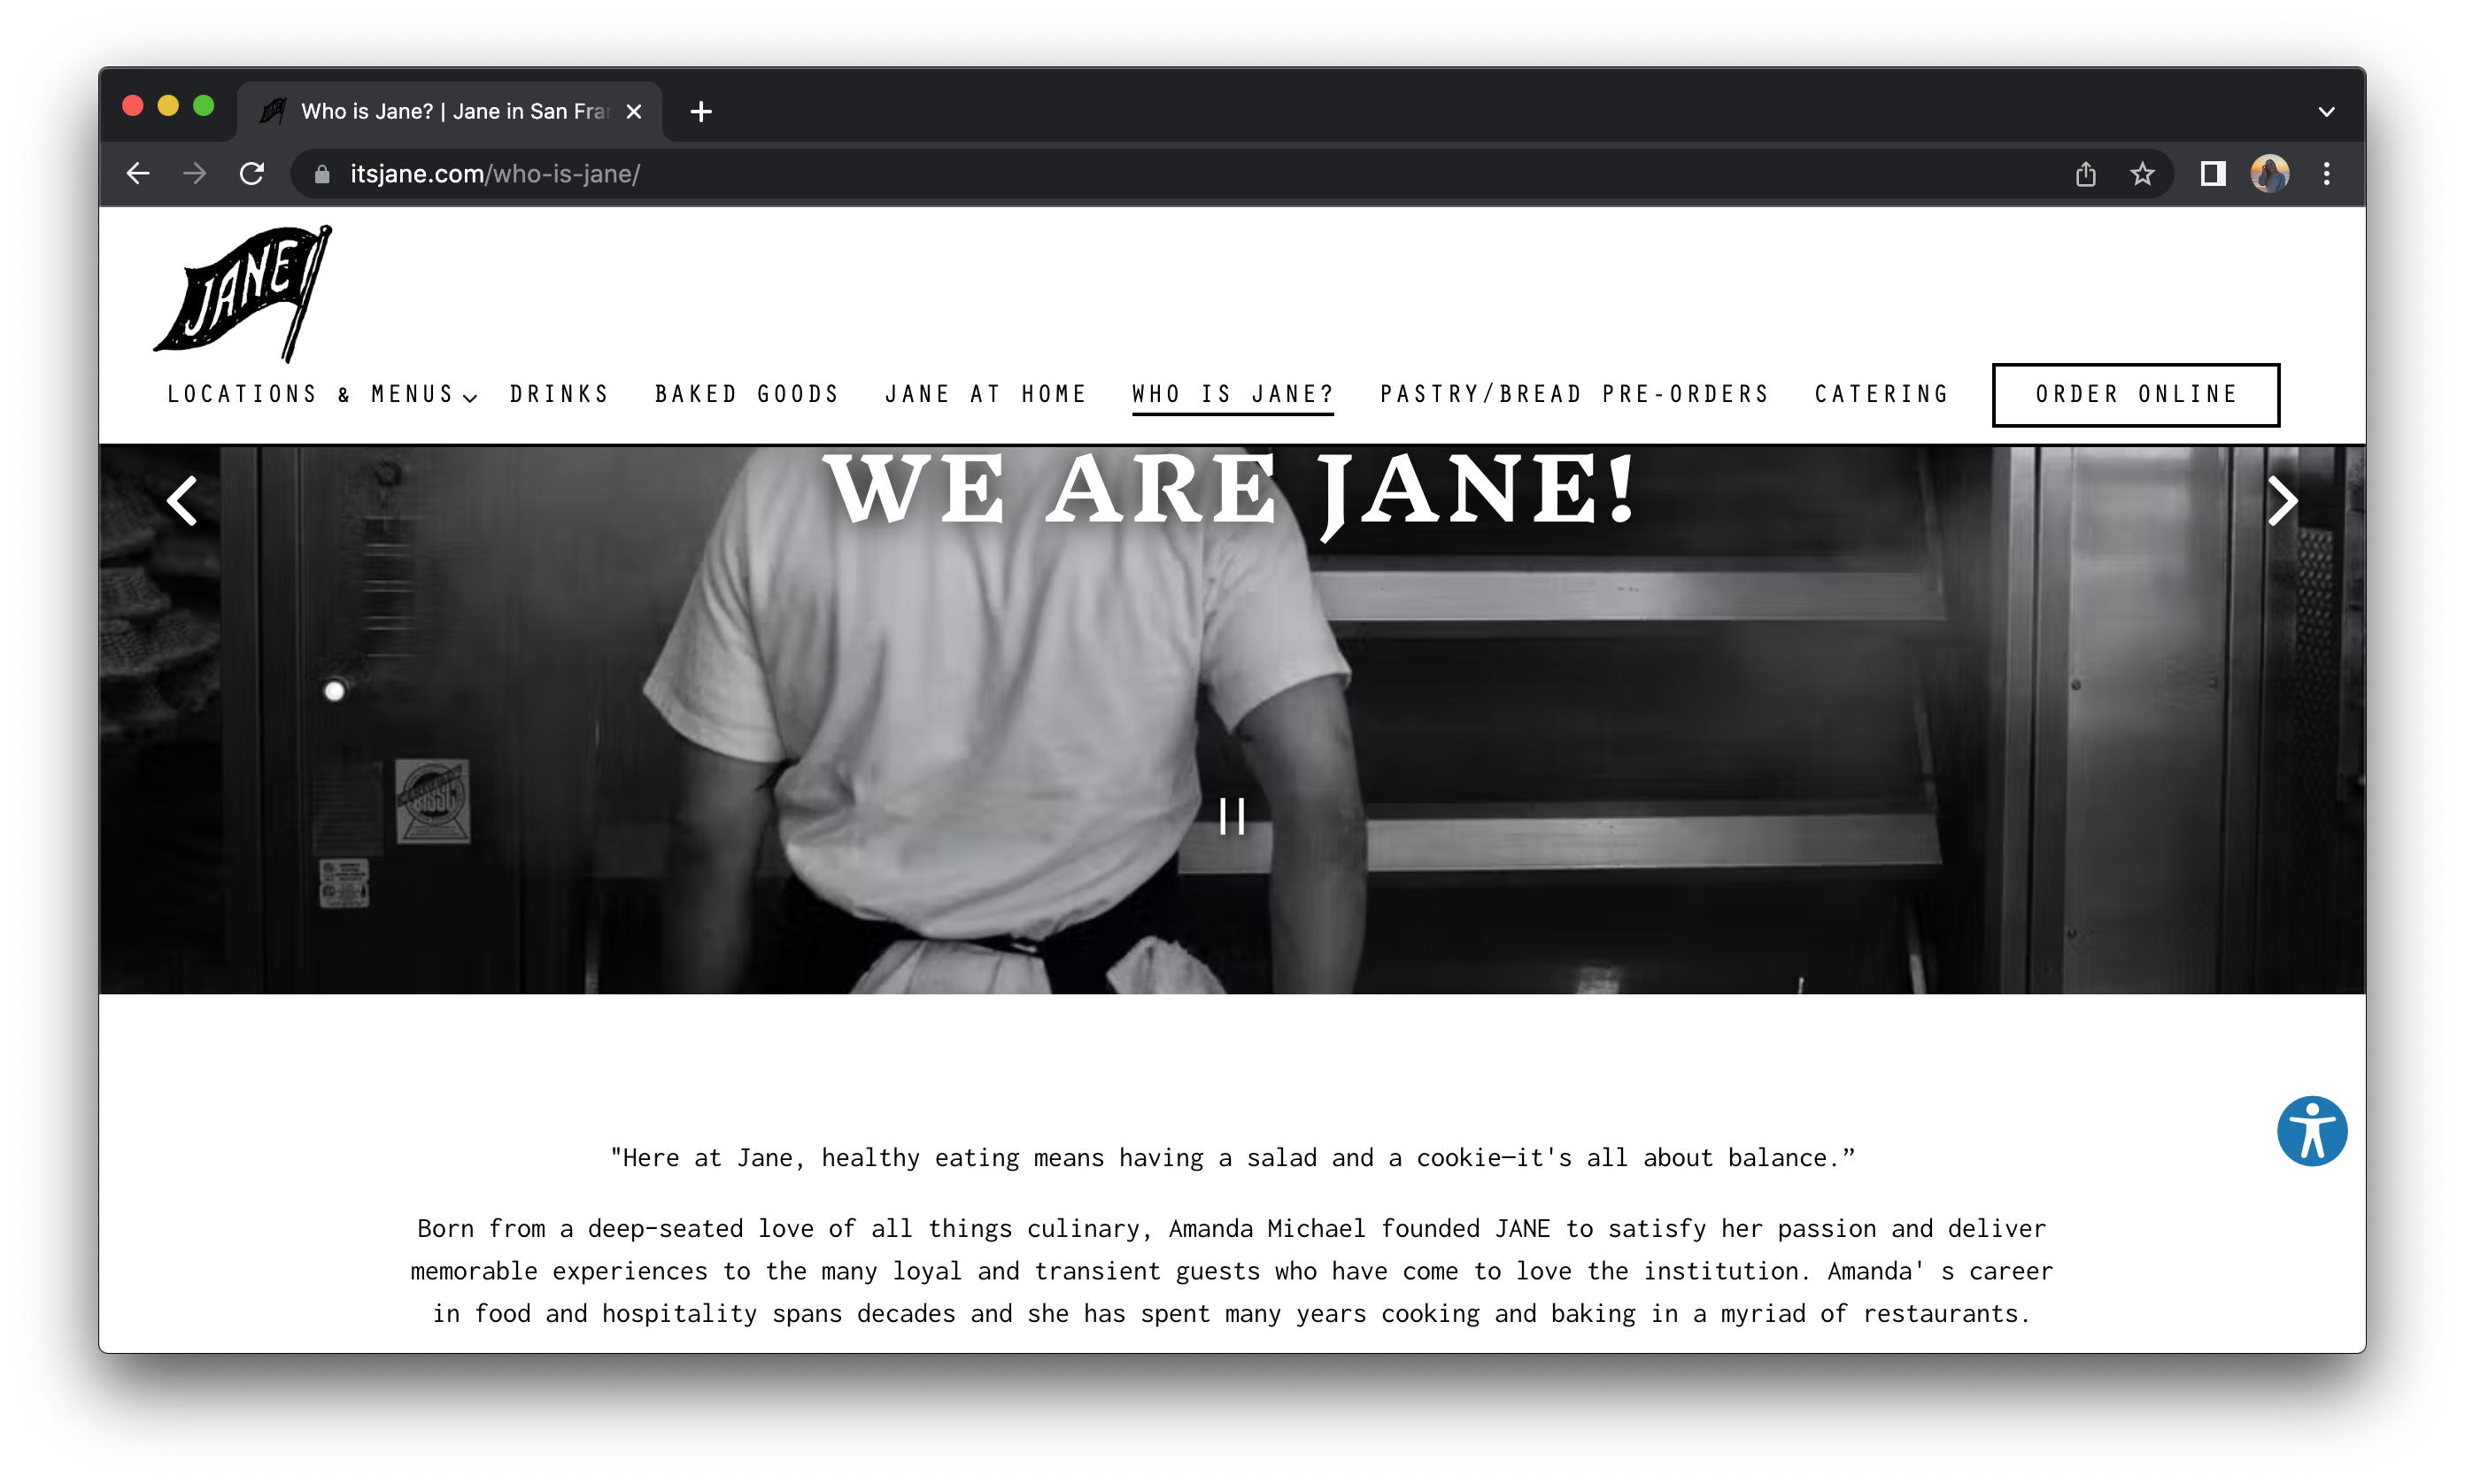 Who is Jane? | Jane in San Fran
itsjane.com/who-is-jane/
JANE
LOCATIONS & MENUS DRINKS BAKED GOODS JANE AT HOME WHO IS JANE? PASTRY/BREAD PRE-ORDERS CATERING ORDER ONLINE
WE ARE JANE!
"Here at Jane, healthy eating means having a salad and a cookie—it's all about balance.”
Born from a deep-seated love of all things culinary, Amanda Michael founded JANE to satisfy her passion and deliver
memorable experiences to the many loyal and transient guests who have come to love the institution. Amanda' s career
in food and hospitality spans decades and she has spent many years cooking and baking in a myriad of restaurants.